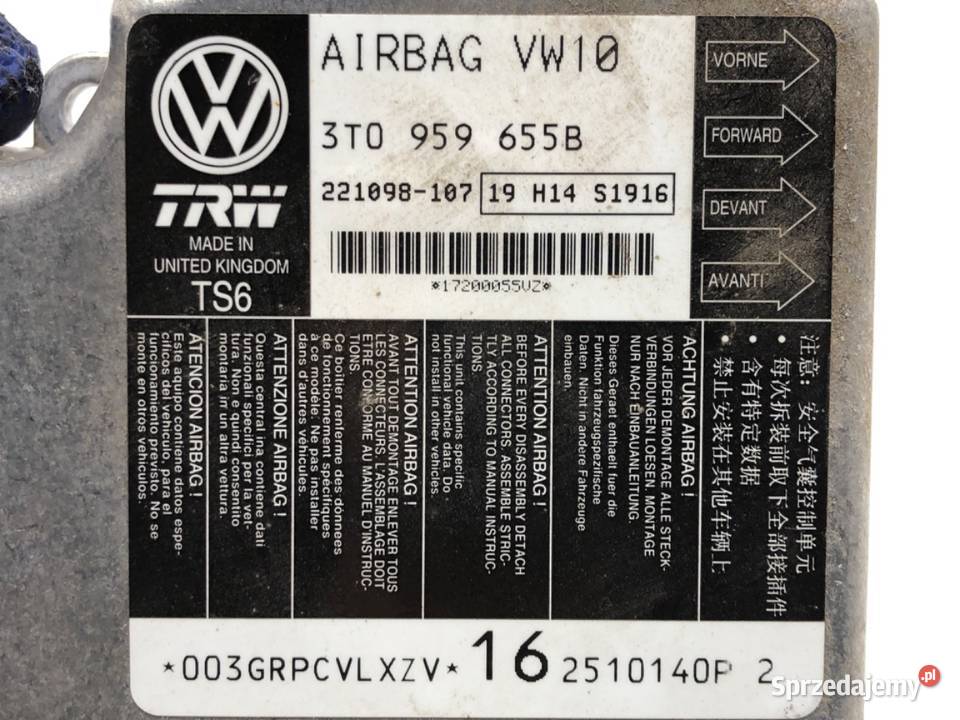 AIRBAG VW10
3T0 959 655B
221098-107 19 H14 S1916
*17200055VZ*
VW
TRW
MADE IN
UNITED KINGDOM
TS6
VORNE
FORWARD
DEVANT
AVANTI
注意: 安全气囊控制单元
• 每次拆装前取下全部接插件
• 含有特定数据
• 禁止安装在其他车辆上
ACHTUNG AIRBAG !
VOR JEDER DEMONTAGE ALLE STECK-
VERBINDUNGEN LOESEN. MONTAGE
NUR NACH EINBAUANLEITUNG.
Dieses Geraet enthaelt fuer die
Funktion fahrzeugspezifische
Daten. Nicht in andere Fahrzeuge
einbauen.
ATTENTION AIRBAG !
BEFORE EVERY DISASSEMBLY DETACH
ALL CONNECTORS. ASSEMBLE STRIC-
TLY ACCORDING TO MANUAL INSTRUC-
TIONS.
This unit contains specific
functional vehicle data. Do
not install in other vehicles.
ATTENTION AIRBAG !
AVANT TOUT DEMONTAGE ENLEVER TOUS
LES CONNECTEURS. L'ASSEMBLAGE DOIT
ETRE CONFORME AU MANUEL D'INSTRUC-
TIONS.
Ce boitier renferme des données
de fonctionnement spécifiques
à ce modèle: Ne pas installer
dans d'autres véhicules.
ATTENZIONE AIRBAG !
Questa central ina contiene dati
funzionali specifici per la vet-
tura. Non e quindi consentito
montaria in un altra vettura.
ATENCION AIRBAG !
Este aquipo contiene datos espe-
cificos del vehiculo, para el
funcionamiento previsto. No se
monte en otros vehiculos.
*003GRPCVLXZV* 16 2510140P 2
Sprzedajemy.pl